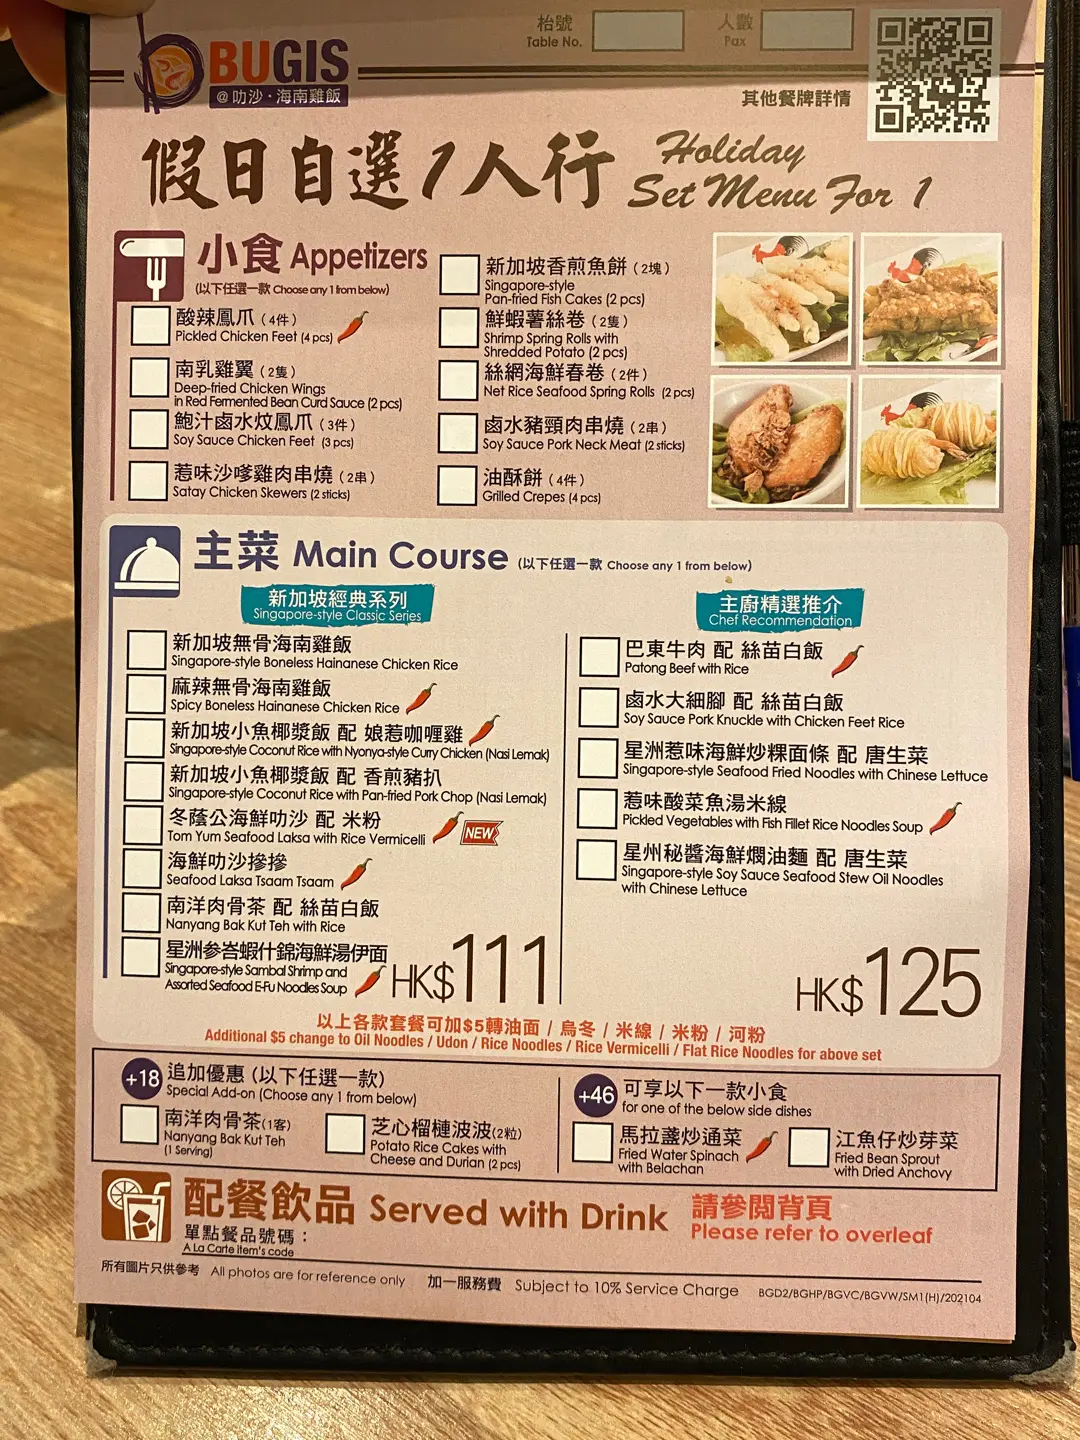 枱號
Table No.
人數
Pax
BUGIS
@叻沙・海南雞飯
其他餐牌詳情
假日自選1人行
Holiday
Set Menu For 1
小食 Appetizers
(以下任選一款 Choose any 1 from below)
酸辣鳳爪 (4件)
Pickled Chicken Feet (4 pcs)
南乳雞翼 (2隻)
Deep-fried Chicken Wings
in Red Fermented Bean Curd Sauce (2 pcs)
鮑汁鹵水炆鳳爪 (3件)
Soy Sauce Chicken Feet (3 pcs)
惹味沙嗲雞肉串燒 (2串)
Satay Chicken Skewers (2 sticks)
新加坡香煎魚餅 (2塊)
Singapore-style
Pan-fried Fish Cakes (2 pcs)
鮮蝦薯絲卷 (2隻)
Shrimp Spring Rolls with
Shredded Potato (2 pcs)
絲網海鮮春卷 (2件)
Net Rice Seafood Spring Rolls (2 pcs)
鹵水豬頸肉串燒 (2串)
Soy Sauce Pork Neck Meat (2 sticks)
油酥餅 (4件)
Grilled Crepes (4 pcs)
主菜 Main Course (以下任選一款 Choose any 1 from below)
新加坡經典系列
Singapore-style Classic Series
新加坡無骨海南雞飯
Singapore-style Boneless Hainanese Chicken Rice
麻辣無骨海南雞飯
Spicy Boneless Hainanese Chicken Rice
新加坡小魚椰漿飯 配 娘惹咖喱雞
Singapore-style Coconut Rice with Nyonya-style Curry Chicken (Nasi Lemak)
新加坡小魚椰漿飯 配 香煎豬扒
Singapore-style Coconut Rice with Pan-fried Pork Chop (Nasi Lemak)
冬蔭公海鮮叻沙 配 米粉
Tom Yum Seafood Laksa with Rice Vermicelli
NEW
海鮮叻沙摻摻
Seafood Laksa Tsaam Tsaam
南洋肉骨茶 配 絲苗白飯
Nanyang Bak Kut Teh with Rice
星洲參峇蝦什錦海鮮湯伊面
Singapore-style Sambal Shrimp and
Assorted Seafood E-Fu Noodles Soup
HK$111
主廚精選推介
Chef Recommendation
巴東牛肉 配 絲苗白飯
Patong Beef with Rice
鹵水大細腳 配 絲苗白飯
Soy Sauce Pork Knuckle with Chicken Feet Rice
星洲惹味海鮮炒粿面條 配 唐生菜
Singapore-style Seafood Fried Noodles with Chinese Lettuce
惹味酸菜魚湯米線
Pickled Vegetables with Fish Fillet Rice Noodles Soup
星州秘醬海鮮燜油麵 配 唐生菜
Singapore-style Soy Sauce Seafood Stew Oil Noodles
with Chinese Lettuce
HK$125
以上各款套餐可加$5轉油面 / 烏冬 / 米線 / 米粉 / 河粉
Additional $5 change to Oil Noodles / Udon / Rice Noodles / Rice Vermicelli / Flat Rice Noodles for above set
+18 追加優惠 (以下任選一款)
Special Add-on (Choose any 1 from below)
南洋肉骨茶(1客)
Nanyang Bak Kut Teh
(1 Serving)
芝心榴槤波波(2粒)
Potato Rice Cakes with
Cheese and Durian (2 pcs)
+46 可享以下一款小食
for one of the below side dishes
馬拉盞炒通菜
Fried Water Spinach
with Belachan
江魚仔炒芽菜
Fried Bean Sprout
with Dried Anchovy
配餐飲品 Served with Drink
請參閱背頁
Please refer to overleaf
單點餐品號碼：
A La Carte item's code
所有圖片只供參考 All photos are for reference only
加一服務費 Subject to 10% Service Charge
BGD2/BGHP/BGVC/BGVW/SM1(H)/202104